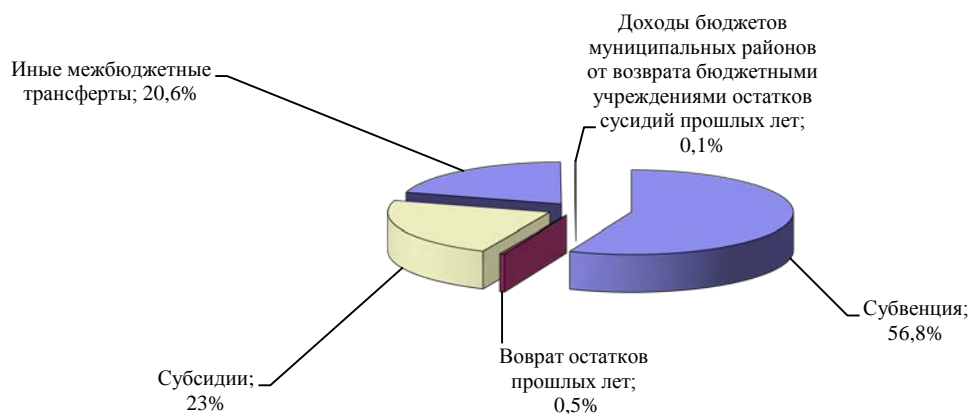 Доходы бюджетов
муниципальных районов
от возврата бюджетными
учреждениями остатков
сусидий прошлых лет;
0,1%
Иные межбюджетные
трансферты; 20,6%
Субвенция;
56,8%
Воврат остатков
прошлых лет;
0,5%
Субсидии;
23%